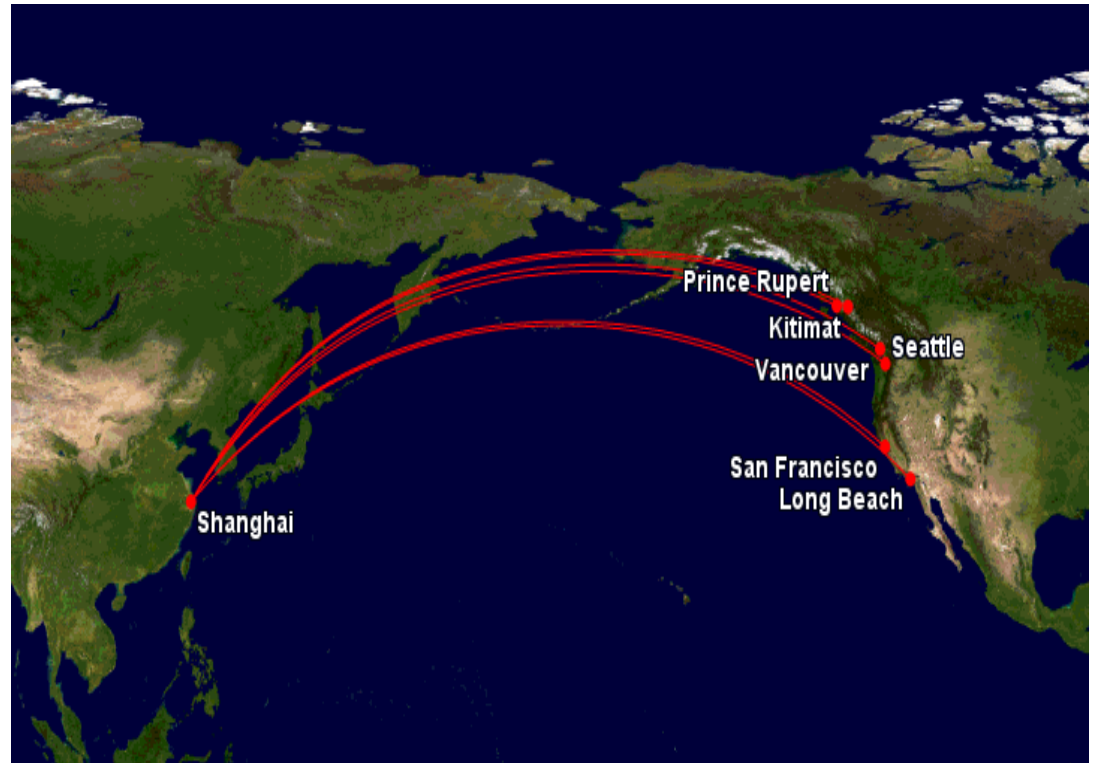 Prince Rupert
Kitimat
Seattle
Vancouver
San Francisco
Long Beach
Shanghai